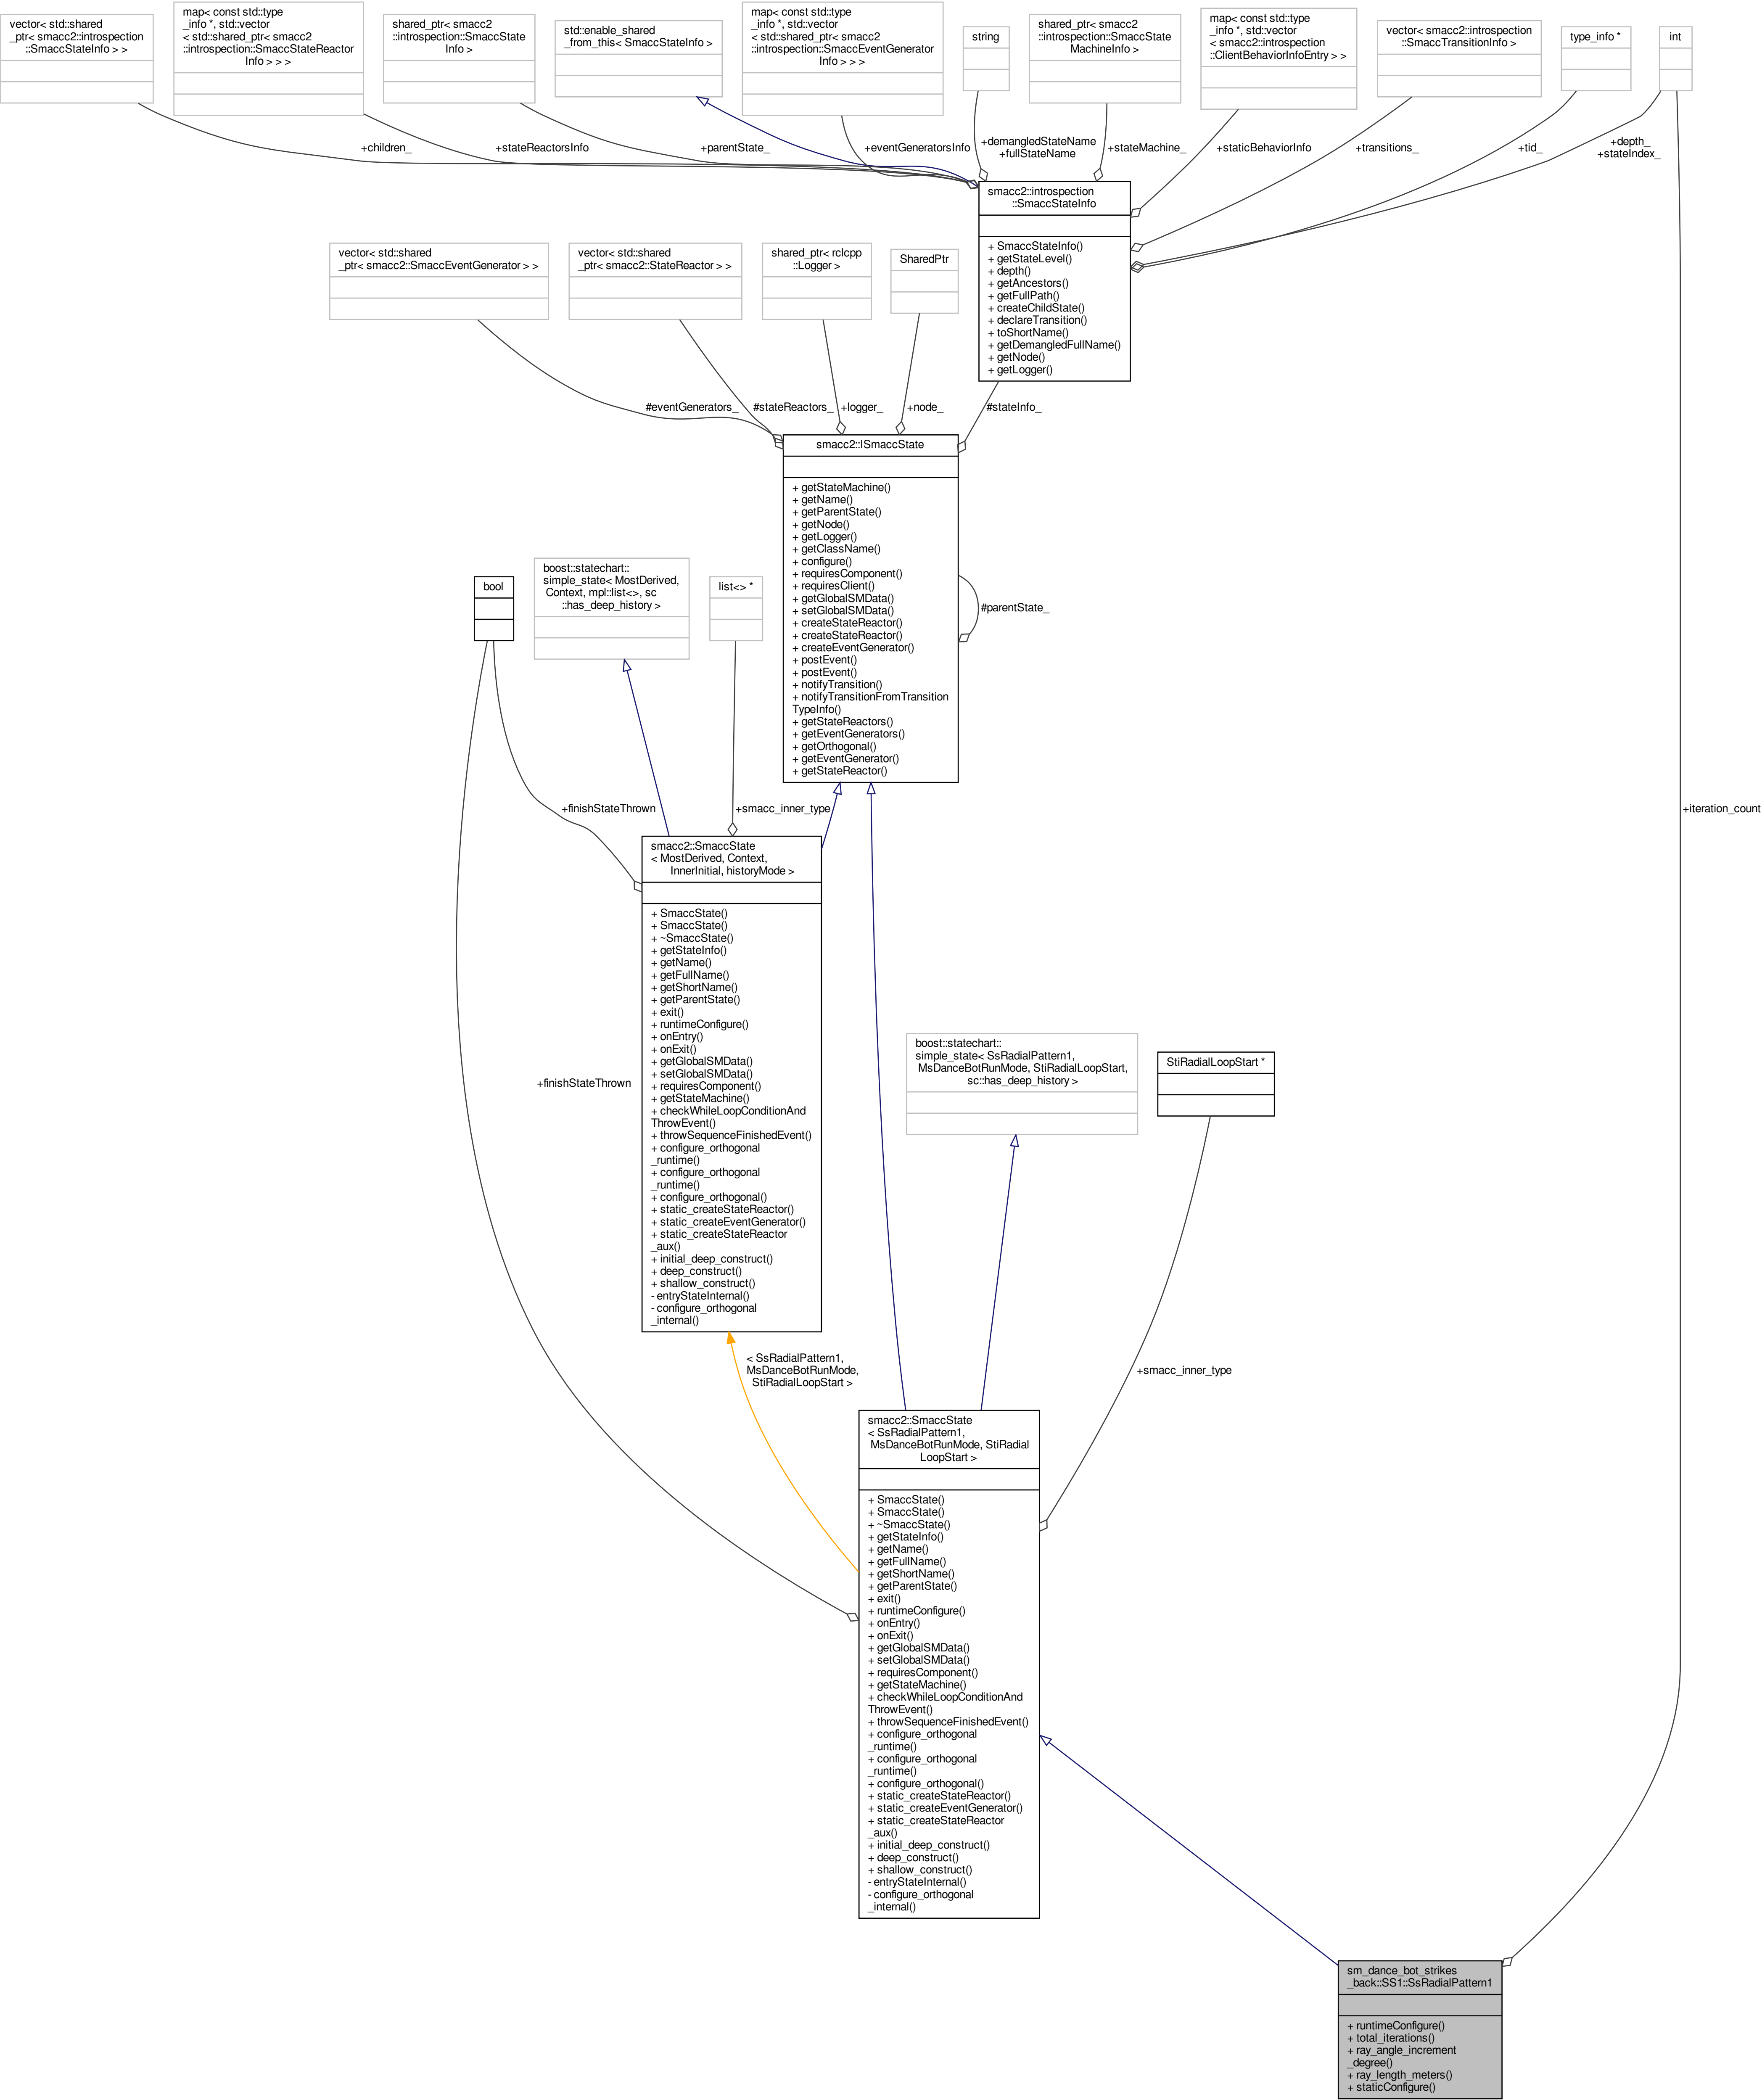 vector< std::shared
_ptr< smacc2::introspection
::SmaccStateInfo > >
map< const std::type
_info *, std::vector
< std::shared_ptr< smacc2
::introspection::SmaccStateReactor
Info > > >
shared_ptr< smacc2
::introspection::SmaccState
Info >
std::enable_shared
_from_this< SmaccStateInfo >
map< const std::type
_info *, std::vector
< std::shared_ptr< smacc2
::introspection::SmaccEventGenerator
Info > > >
string
shared_ptr< smacc2
::introspection::SmaccState
MachineInfo >
map< const std::type
_info *, std::vector
< smacc2::introspection
::ClientBehaviorInfoEntry > >
vector< smacc2::introspection
::SmaccTransitionInfo >
type_info *
int
+children_
+stateReactorsInfo
+parentState_
+eventGeneratorsInfo
+demangledStateName
+fullStateName
+stateMachine_
+staticBehaviorInfo
+transitions_
+tid_
+depth_
+stateIndex_
smacc2::introspection
::SmaccStateInfo
+ SmaccStateInfo()
+ getStateLevel()
+ depth()
+ getAncestors()
+ getFullPath()
+ createChildState()
+ declareTransition()
+ toShortName()
+ getDemangledFullName()
+ getNode()
+ getLogger()
vector< std::shared
_ptr< smacc2::SmaccEventGenerator > >
vector< std::shared
_ptr< smacc2::StateReactor > >
shared_ptr< rclcpp
::Logger >
SharedPtr
#eventGenerators_
#stateReactors_
+logger_
+node_
#stateInfo_
smacc2::ISmaccState
+ getStateMachine()
+ getName()
+ getParentState()
+ getNode()
+ getLogger()
+ getClassName()
+ configure()
+ requiresComponent()
+ requiresClient()
+ getGlobalSMData()
+ setGlobalSMData()
+ createStateReactor()
+ createStateReactor()
+ createEventGenerator()
+ postEvent()
+ postEvent()
+ notifyTransition()
+ notifyTransitionFromTransition
TypeInfo()
+ getStateReactors()
+ getEventGenerators()
+ getOrthogonal()
+ getEventGenerator()
+ getStateReactor()
#parentState_
bool
boost::statechart::
simple_state< MostDerived,
Context, mpl::list<>, sc
::has_deep_history >
list<> *
+finishStateThrown
+smacc_inner_type
+iteration_count
smacc2::SmaccState
< MostDerived, Context,
InnerInitial, historyMode >
+ SmaccState()
+ SmaccState()
+ ~SmaccState()
+ getStateInfo()
+ getName()
+ getFullName()
+ getShortName()
+ getParentState()
+ exit()
+ runtimeConfigure()
+ onEntry()
+ onExit()
+ getGlobalSMData()
+ setGlobalSMData()
+ requiresComponent()
+ getStateMachine()
+ checkWhileLoopConditionAnd
ThrowEvent()
+ throwSequenceFinishedEvent()
+ configure_orthogonal
_runtime()
+ configure_orthogonal
_runtime()
+ configure_orthogonal()
+ static_createStateReactor()
+ static_createEventGenerator()
+ static_createStateReactor
_aux()
+ initial_deep_construct()
+ deep_construct()
+ shallow_construct()
- entryStateInternal()
- configure_orthogonal
_internal()
+finishStateThrown
boost::statechart::
simple_state< SsRadialPattern1,
MsDanceBotRunMode, StiRadialLoopStart,
sc::has_deep_history >
StiRadialLoopStart *
< SsRadialPattern1,
MsDanceBotRunMode,
StiRadialLoopStart >
+smacc_inner_type
smacc2::SmaccState
< SsRadialPattern1,
MsDanceBotRunMode, StiRadial
LoopStart >
+ SmaccState()
+ SmaccState()
+ ~SmaccState()
+ getStateInfo()
+ getName()
+ getFullName()
+ getShortName()
+ getParentState()
+ exit()
+ runtimeConfigure()
+ onEntry()
+ onExit()
+ getGlobalSMData()
+ setGlobalSMData()
+ requiresComponent()
+ getStateMachine()
+ checkWhileLoopConditionAnd
ThrowEvent()
+ throwSequenceFinishedEvent()
+ configure_orthogonal
_runtime()
+ configure_orthogonal
_runtime()
+ configure_orthogonal()
+ static_createStateReactor()
+ static_createEventGenerator()
+ static_createStateReactor
_aux()
+ initial_deep_construct()
+ deep_construct()
+ shallow_construct()
- entryStateInternal()
- configure_orthogonal
_internal()
sm_dance_bot_strikes
_back::SS1::SsRadialPattern1
+ runtimeConfigure()
+ total_iterations()
+ ray_angle_increment
_degree()
+ ray_length_meters()
+ staticConfigure()